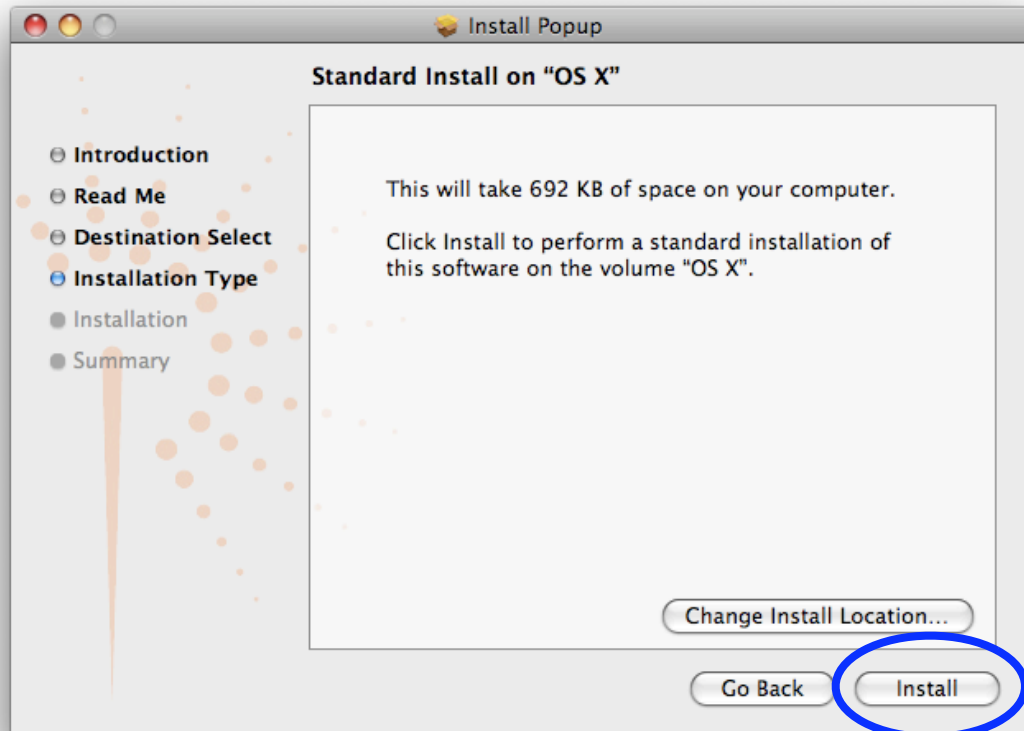 Install Popup
Standard Install on “OS X”
Introduction
Read Me
Destination Select
Installation Type
Installation
Summary
This will take 692 KB of space on your computer.
Click Install to perform a standard installation of
this software on the volume “OS X”.
Change Install Location...
Go Back
Install